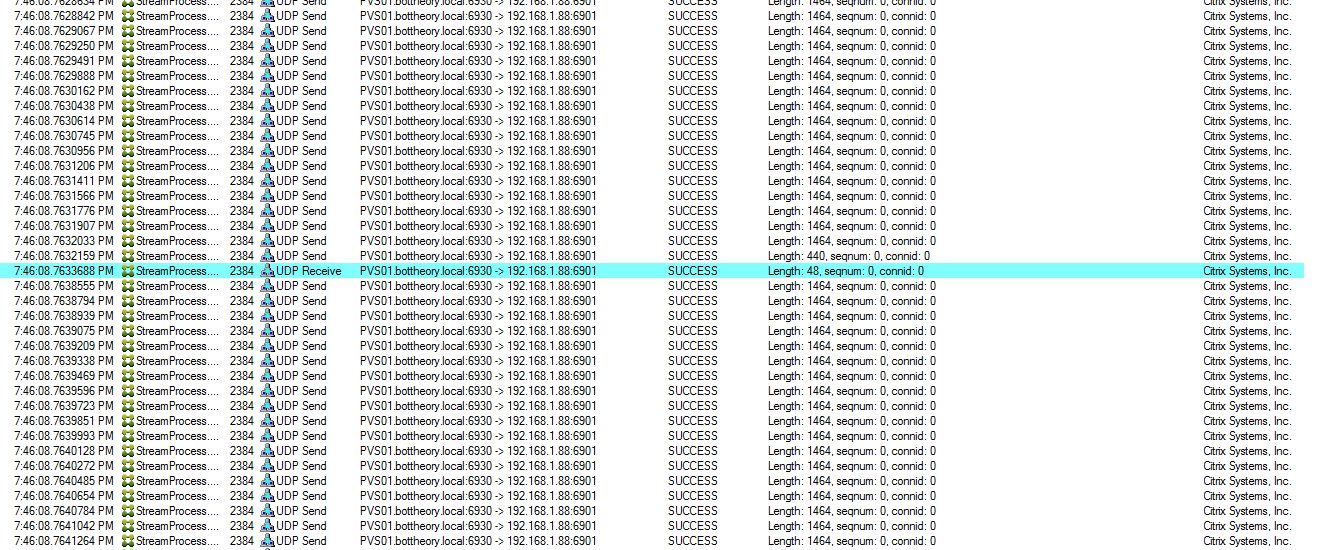 7:46:08.7628634 PM StreamProcess.... 2384 UDP Send PVS01.bottheory.local:6930 -> 192.168.1.88:6901 SUCCESS Length: 1464, seqnum: 0, connid: 0 Citrix Systems, Inc.
7:46:08.7628842 PM StreamProcess.... 2384 UDP Send PVS01.bottheory.local:6930 -> 192.168.1.88:6901 SUCCESS Length: 1464, seqnum: 0, connid: 0 Citrix Systems, Inc.
7:46:08.7629067 PM StreamProcess.... 2384 UDP Send PVS01.bottheory.local:6930 -> 192.168.1.88:6901 SUCCESS Length: 1464, seqnum: 0, connid: 0 Citrix Systems, Inc.
7:46:08.7629250 PM StreamProcess.... 2384 UDP Send PVS01.bottheory.local:6930 -> 192.168.1.88:6901 SUCCESS Length: 1464, seqnum: 0, connid: 0 Citrix Systems, Inc.
7:46:08.7629491 PM StreamProcess.... 2384 UDP Send PVS01.bottheory.local:6930 -> 192.168.1.88:6901 SUCCESS Length: 1464, seqnum: 0, connid: 0 Citrix Systems, Inc.
7:46:08.7629888 PM StreamProcess.... 2384 UDP Send PVS01.bottheory.local:6930 -> 192.168.1.88:6901 SUCCESS Length: 1464, seqnum: 0, connid: 0 Citrix Systems, Inc.
7:46:08.7630162 PM StreamProcess.... 2384 UDP Send PVS01.bottheory.local:6930 -> 192.168.1.88:6901 SUCCESS Length: 1464, seqnum: 0, connid: 0 Citrix Systems, Inc.
7:46:08.7630438 PM StreamProcess.... 2384 UDP Send PVS01.bottheory.local:6930 -> 192.168.1.88:6901 SUCCESS Length: 1464, seqnum: 0, connid: 0 Citrix Systems, Inc.
7:46:08.7630614 PM StreamProcess.... 2384 UDP Send PVS01.bottheory.local:6930 -> 192.168.1.88:6901 SUCCESS Length: 1464, seqnum: 0, connid: 0 Citrix Systems, Inc.
7:46:08.7630745 PM StreamProcess.... 2384 UDP Send PVS01.bottheory.local:6930 -> 192.168.1.88:6901 SUCCESS Length: 1464, seqnum: 0, connid: 0 Citrix Systems, Inc.
7:46:08.7630956 PM StreamProcess.... 2384 UDP Send PVS01.bottheory.local:6930 -> 192.168.1.88:6901 SUCCESS Length: 1464, seqnum: 0, connid: 0 Citrix Systems, Inc.
7:46:08.7631206 PM StreamProcess.... 2384 UDP Send PVS01.bottheory.local:6930 -> 192.168.1.88:6901 SUCCESS Length: 1464, seqnum: 0, connid: 0 Citrix Systems, Inc.
7:46:08.7631411 PM StreamProcess.... 2384 UDP Send PVS01.bottheory.local:6930 -> 192.168.1.88:6901 SUCCESS Length: 1464, seqnum: 0, connid: 0 Citrix Systems, Inc.
7:46:08.7631566 PM StreamProcess.... 2384 UDP Send PVS01.bottheory.local:6930 -> 192.168.1.88:6901 SUCCESS Length: 1464, seqnum: 0, connid: 0 Citrix Systems, Inc.
7:46:08.7631776 PM StreamProcess.... 2384 UDP Send PVS01.bottheory.local:6930 -> 192.168.1.88:6901 SUCCESS Length: 1464, seqnum: 0, connid: 0 Citrix Systems, Inc.
7:46:08.7631907 PM StreamProcess.... 2384 UDP Send PVS01.bottheory.local:6930 -> 192.168.1.88:6901 SUCCESS Length: 1464, seqnum: 0, connid: 0 Citrix Systems, Inc.
7:46:08.7632033 PM StreamProcess.... 2384 UDP Send PVS01.bottheory.local:6930 -> 192.168.1.88:6901 SUCCESS Length: 1464, seqnum: 0, connid: 0 Citrix Systems, Inc.
7:46:08.7632159 PM StreamProcess.... 2384 UDP Send PVS01.bottheory.local:6930 -> 192.168.1.88:6901 SUCCESS Length: 440, seqnum: 0, connid: 0 Citrix Systems, Inc.
7:46:08.7633688 PM StreamProcess.... 2384 UDP Receive PVS01.bottheory.local:6930 -> 192.168.1.88:6901 SUCCESS Length: 48, seqnum: 0, connid: 0 Citrix Systems, Inc.
7:46:08.7638555 PM StreamProcess.... 2384 UDP Send PVS01.bottheory.local:6930 -> 192.168.1.88:6901 SUCCESS Length: 1464, seqnum: 0, connid: 0 Citrix Systems, Inc.
7:46:08.7638794 PM StreamProcess.... 2384 UDP Send PVS01.bottheory.local:6930 -> 192.168.1.88:6901 SUCCESS Length: 1464, seqnum: 0, connid: 0 Citrix Systems, Inc.
7:46:08.7638939 PM StreamProcess.... 2384 UDP Send PVS01.bottheory.local:6930 -> 192.168.1.88:6901 SUCCESS Length: 1464, seqnum: 0, connid: 0 Citrix Systems, Inc.
7:46:08.7639075 PM StreamProcess.... 2384 UDP Send PVS01.bottheory.local:6930 -> 192.168.1.88:6901 SUCCESS Length: 1464, seqnum: 0, connid: 0 Citrix Systems, Inc.
7:46:08.7639209 PM StreamProcess.... 2384 UDP Send PVS01.bottheory.local:6930 -> 192.168.1.88:6901 SUCCESS Length: 1464, seqnum: 0, connid: 0 Citrix Systems, Inc.
7:46:08.7639338 PM StreamProcess.... 2384 UDP Send PVS01.bottheory.local:6930 -> 192.168.1.88:6901 SUCCESS Length: 1464, seqnum: 0, connid: 0 Citrix Systems, Inc.
7:46:08.7639469 PM StreamProcess.... 2384 UDP Send PVS01.bottheory.local:6930 -> 192.168.1.88:6901 SUCCESS Length: 1464, seqnum: 0, connid: 0 Citrix Systems, Inc.
7:46:08.7639596 PM StreamProcess.... 2384 UDP Send PVS01.bottheory.local:6930 -> 192.168.1.88:6901 SUCCESS Length: 1464, seqnum: 0, connid: 0 Citrix Systems, Inc.
7:46:08.7639723 PM StreamProcess.... 2384 UDP Send PVS01.bottheory.local:6930 -> 192.168.1.88:6901 SUCCESS Length: 1464, seqnum: 0, connid: 0 Citrix Systems, Inc.
7:46:08.7639851 PM StreamProcess.... 2384 UDP Send PVS01.bottheory.local:6930 -> 192.168.1.88:6901 SUCCESS Length: 1464, seqnum: 0, connid: 0 Citrix Systems, Inc.
7:46:08.7639993 PM StreamProcess.... 2384 UDP Send PVS01.bottheory.local:6930 -> 192.168.1.88:6901 SUCCESS Length: 1464, seqnum: 0, connid: 0 Citrix Systems, Inc.
7:46:08.7640128 PM StreamProcess.... 2384 UDP Send PVS01.bottheory.local:6930 -> 192.168.1.88:6901 SUCCESS Length: 1464, seqnum: 0, connid: 0 Citrix Systems, Inc.
7:46:08.7640272 PM StreamProcess.... 2384 UDP Send PVS01.bottheory.local:6930 -> 192.168.1.88:6901 SUCCESS Length: 1464, seqnum: 0, connid: 0 Citrix Systems, Inc.
7:46:08.7640485 PM StreamProcess.... 2384 UDP Send PVS01.bottheory.local:6930 -> 192.168.1.88:6901 SUCCESS Length: 1464, seqnum: 0, connid: 0 Citrix Systems, Inc.
7:46:08.7640654 PM StreamProcess.... 2384 UDP Send PVS01.bottheory.local:6930 -> 192.168.1.88:6901 SUCCESS Length: 1464, seqnum: 0, connid: 0 Citrix Systems, Inc.
7:46:08.7640784 PM StreamProcess.... 2384 UDP Send PVS01.bottheory.local:6930 -> 192.168.1.88:6901 SUCCESS Length: 1464, seqnum: 0, connid: 0 Citrix Systems, Inc.
7:46:08.7641042 PM StreamProcess.... 2384 UDP Send PVS01.bottheory.local:6930 -> 192.168.1.88:6901 SUCCESS Length: 1464, seqnum: 0, connid: 0 Citrix Systems, Inc.
7:46:08.7641264 PM StreamProcess.... 2384 UDP Send PVS01.bottheory.local:6930 -> 192.168.1.88:6901 SUCCESS Length: 1464, seqnum: 0, connid: 0 Citrix Systems, Inc.